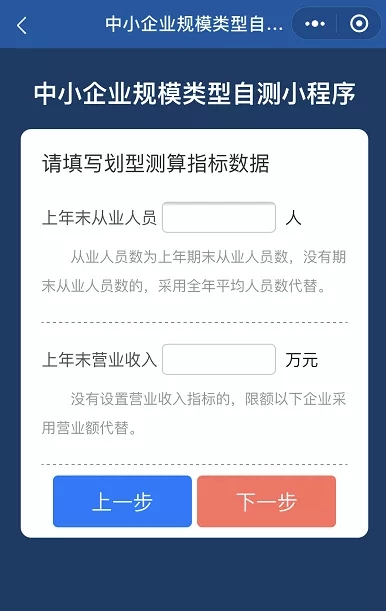 中小企业规模类型自测小...
中小企业规模类型自测小程序
请填写划型测算指标数据
上年末从业人员 人
从业人员数为上年期末从业人员数，没有期
末从业人员数的，采用全年平均人员数代替。
上年末营业收入 万元
没有设置营业收入指标的，限额以下企业采
用营业额代替。
上一步 下一步